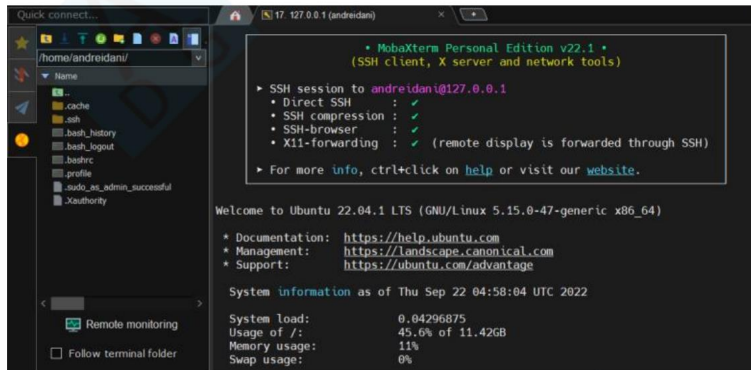 Quick connect...
17. 127.0.0.1 (andreidani)
/home/andreidani/
Name
..
.cache
.ssh
.bash_history
.bash_logout
.bashrc
.profile
.sudo_as_admin_successful
.Xauthority
Remote monitoring
Follow terminal folder
• MobaXterm Personal Edition v22.1 •
(SSH client, X server and network tools)
► SSH session to andreidani@127.0.0.1
• Direct SSH : ✔
• SSH compression : ✔
• SSH-browser : ✔
• X11-forwarding : ✔ (remote display is forwarded through SSH)
► For more info, ctrl+click on help or visit our website.
Welcome to Ubuntu 22.04.1 LTS (GNU/Linux 5.15.0-47-generic x86_64)
* Documentation: https://help.ubuntu.com
* Management: https://landscape.canonical.com
* Support: https://ubuntu.com/advantage
System information as of Thu Sep 22 04:58:04 UTC 2022
System load: 0.04296875
Usage of /: 45.6% of 11.42GB
Memory usage: 11%
Swap usage: 0%